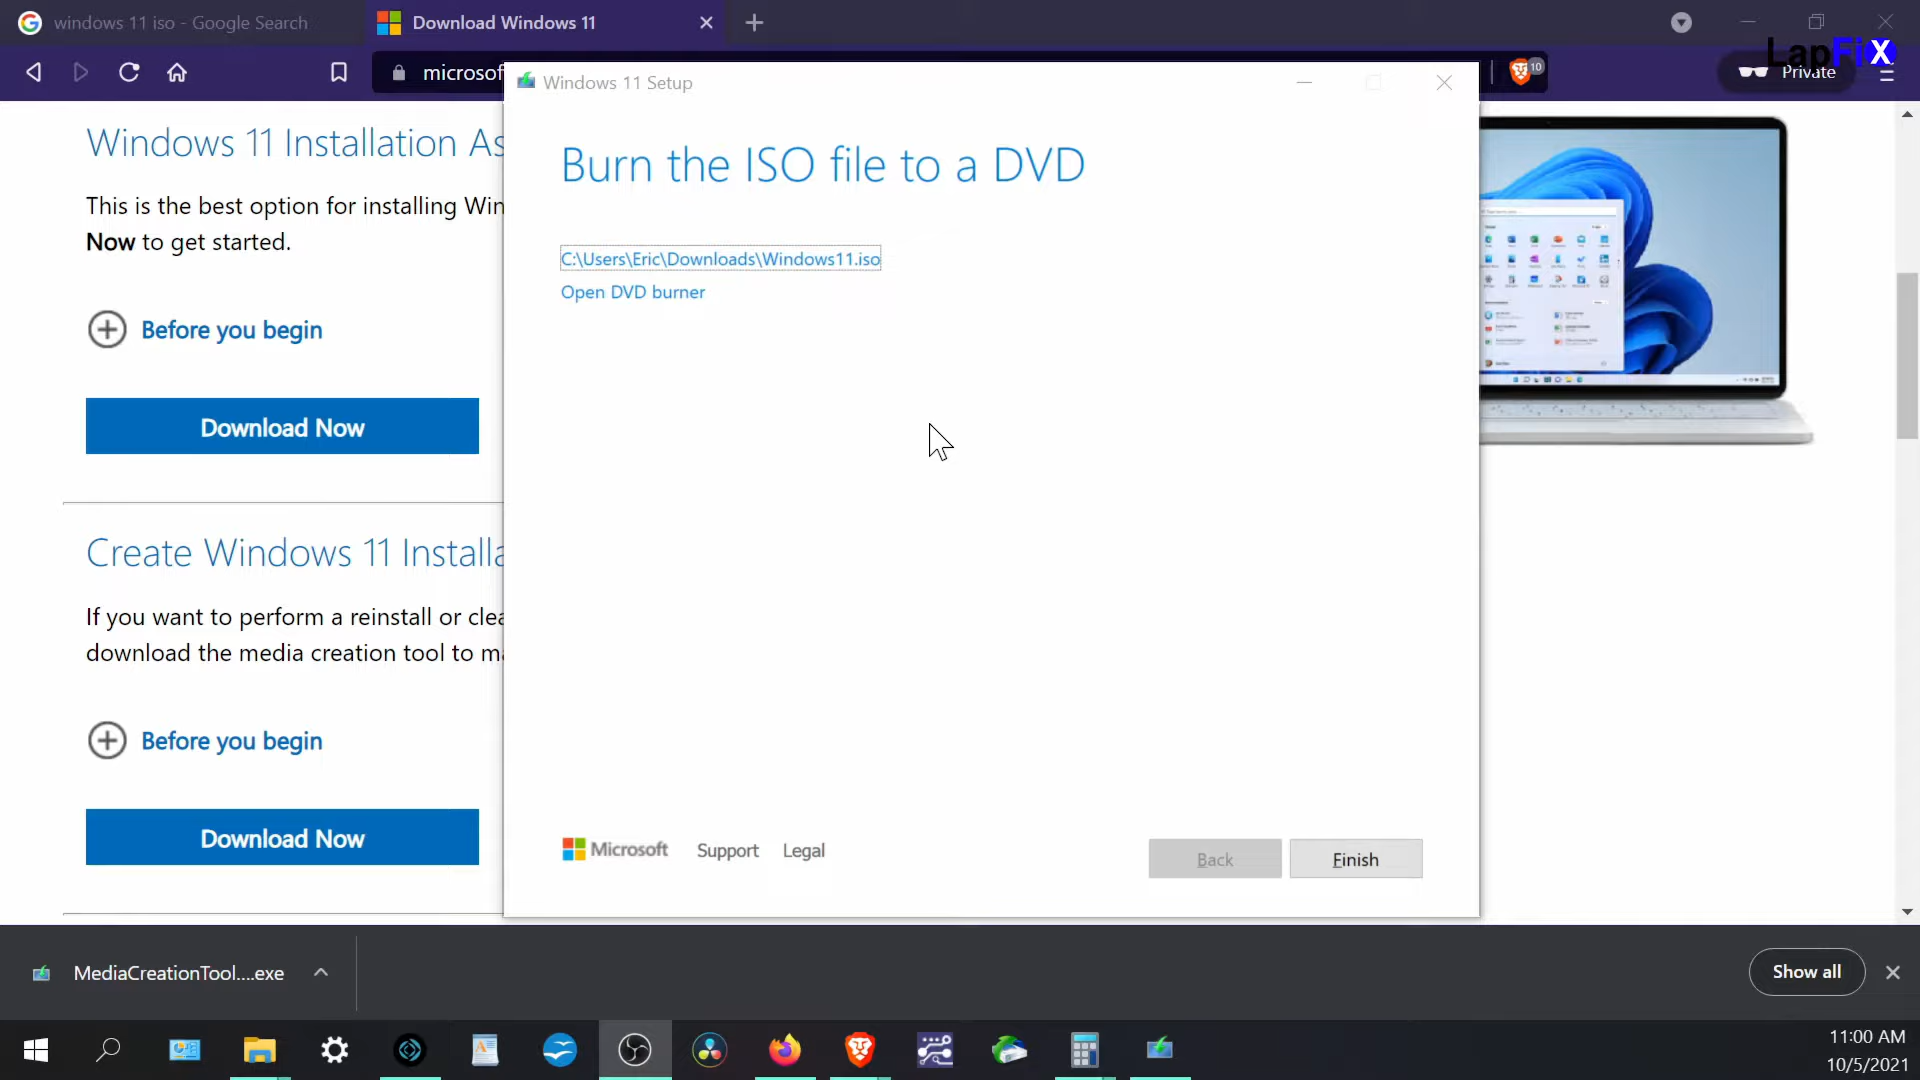 windows 11 iso - Google Search
Download Windows 11
LapFiX
microsof
10
Private
Windows 11 Setup
Windows 11 Installation As
This is the best option for installing Win
Now to get started.
Before you begin
Download Now
Create Windows 11 Installa
If you want to perform a reinstall or clea
download the media creation tool to ma
Before you begin
Download Now
Burn the ISO file to a DVD
C:\Users\Eric\Downloads\Windows11.iso
Open DVD burner
Microsoft
Support
Legal
Back
Finish
MediaCreationTool....exe
Show all
11:00 AM
10/5/2021